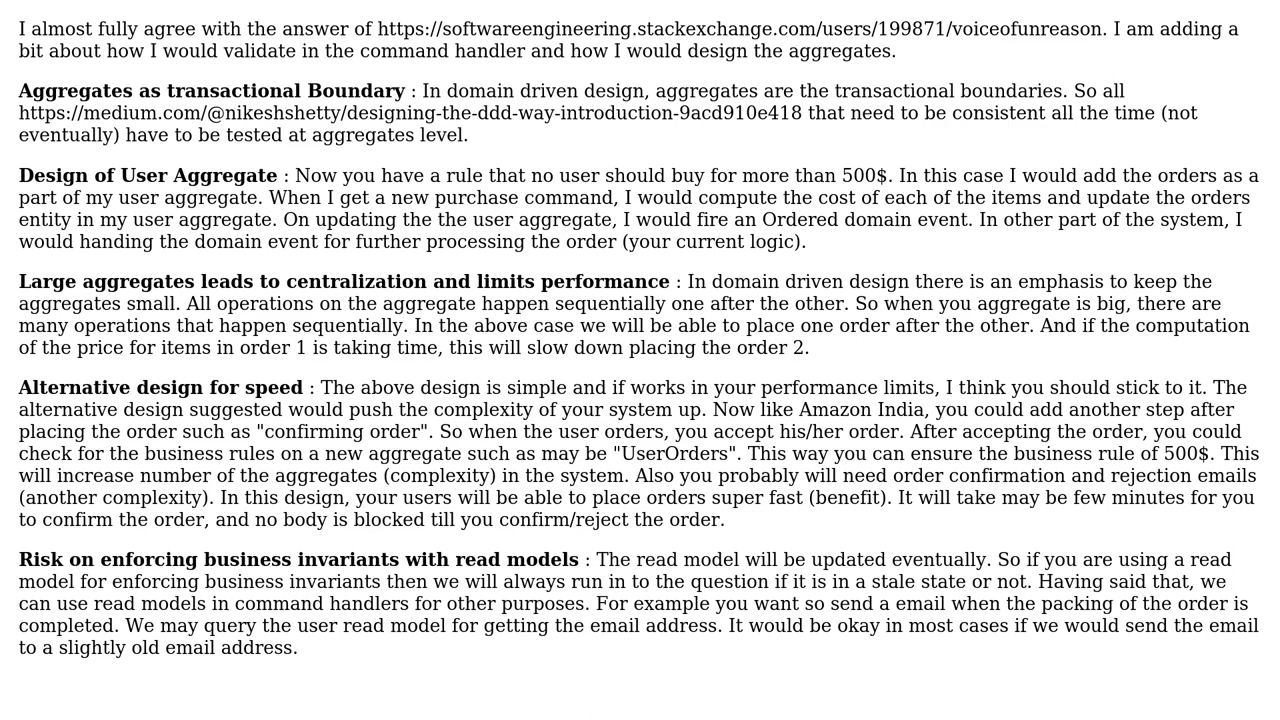 I almost fully agree with the answer of https://softwareengineering.stackexchange.com/users/199871/voiceofunreason. I am adding a
bit about how I would validate in the command handler and how I would design the aggregates.
Aggregates as transactional Boundary : In domain driven design, aggregates are the transactional boundaries. So all
https://medium.com/@nikeshshetty/designing-the-ddd-way-introduction-9acd910e418 that need to be consistent all the time (not
eventually) have to be tested at aggregates level.
Design of User Aggregate : Now you have a rule that no user should buy for more than 500$. In this case I would add the orders as a
part of my user aggregate. When I get a new purchase command, I would compute the cost of each of the items and update the orders
entity in my user aggregate. On updating the the user aggregate, I would fire an Ordered domain event. In other part of the system, I
would handing the domain event for further processing the order (your current logic).
Large aggregates leads to centralization and limits performance : In domain driven design there is an emphasis to keep the
aggregates small. All operations on the aggregate happen sequentially one after the other. So when you aggregate is big, there are
many operations that happen sequentially. In the above case we will be able to place one order after the other. And if the computation
of the price for items in order 1 is taking time, this will slow down placing the order 2.
Alternative design for speed : The above design is simple and if works in your performance limits, I think you should stick to it. The
alternative design suggested would push the complexity of your system up. Now like Amazon India, you could add another step after
placing the order such as "confirming order". So when the user orders, you accept his/her order. After accepting the order, you could
check for the business rules on a new aggregate such as may be "UserOrders". This way you can ensure the business rule of 500$. This
will increase number of the aggregates (complexity) in the system. Also you probably will need order confirmation and rejection emails
(another complexity). In this design, your users will be able to place orders super fast (benefit). It will take may be few minutes for you
to confirm the order, and no body is blocked till you confirm/reject the order.
Risk on enforcing business invariants with read models : The read model will be updated eventually. So if you are using a read
model for enforcing business invariants then we will always run in to the question if it is in a stale state or not. Having said that, we
can use read models in command handlers for other purposes. For example you want so send a email when the packing of the order is
completed. We may query the user read model for getting the email address. It would be okay in most cases if we would send the email
to a slightly old email address.